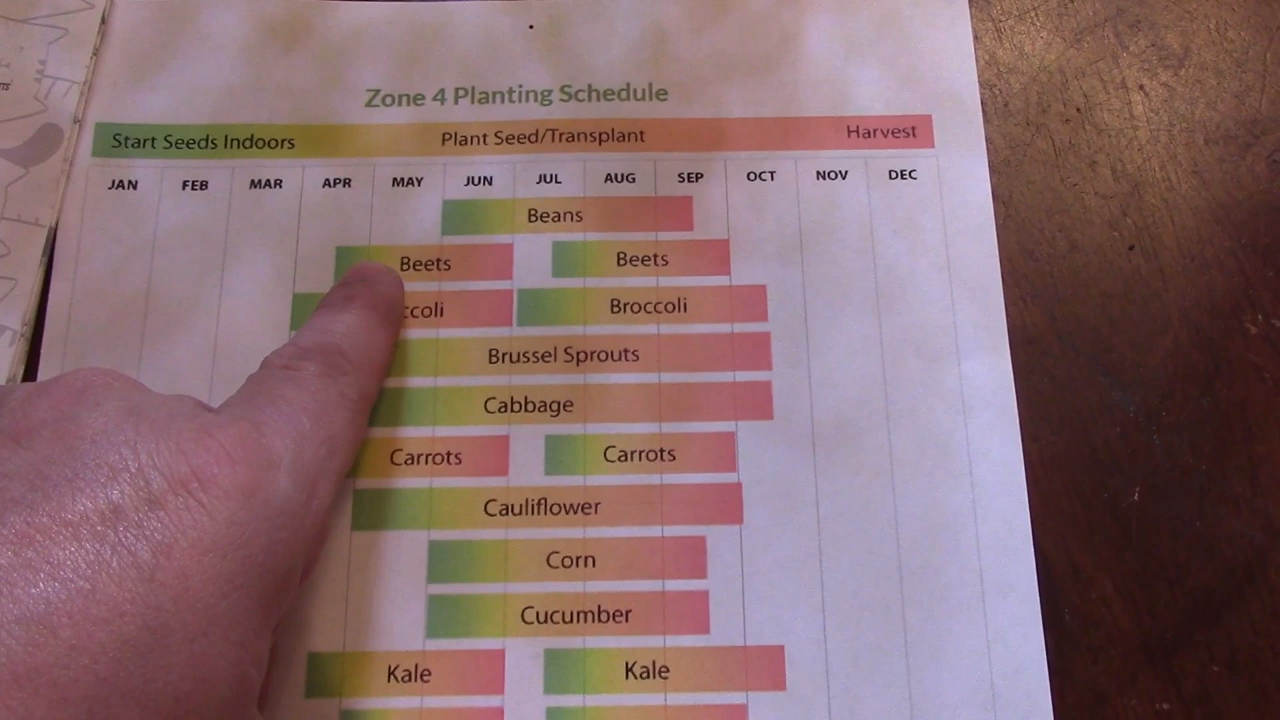 Zone 4 Planting Schedule
Start Seeds Indoors Plant Seed/Transplant Harvest
JAN FEB MAR APR MAY JUN JUL AUG SEP OCT NOV DEC
Beans
Beets Beets
ccoli Broccoli
Brussel Sprouts
Cabbage
Carrots Carrots
Cauliflower
Corn
Cucumber
Kale Kale